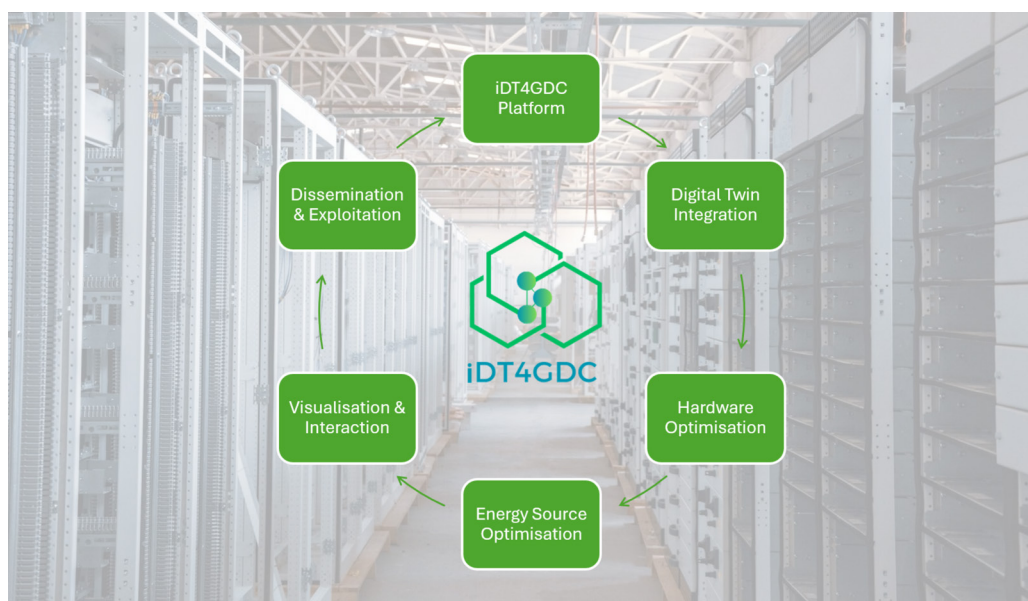 iDT4GDC
Platform
Digital Twin
Integration
Hardware
Optimisation
Energy Source
Optimisation
Visualisation &
Interaction
Dissemination
& Exploitation
iDT4GDC